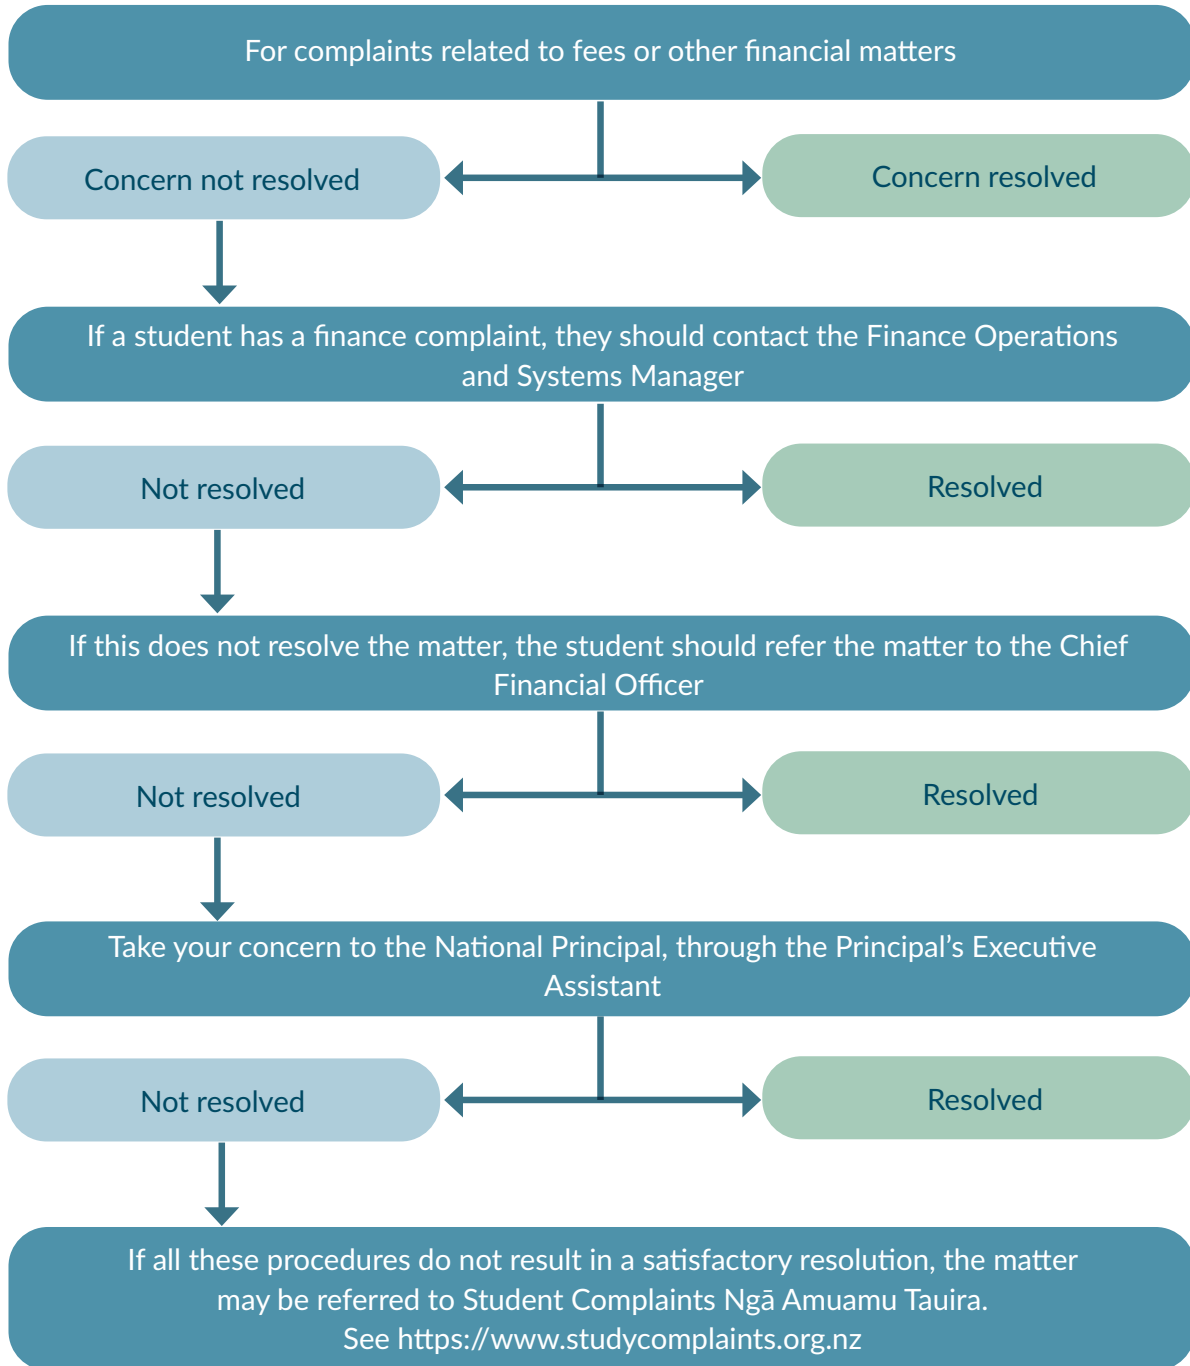 For complaints related to fees or other financial matters
Concern not resolved
Concern resolved
If a student has a finance complaint, they should contact the Finance Operations
and Systems Manager
Not resolved
Resolved
If this does not resolve the matter, the student should refer the matter to the Chief
Financial Officer
Not resolved
Resolved
Take your concern to the National Principal, through the Principal’s Executive
Assistant
Not resolved
Resolved
If all these procedures do not result in a satisfactory resolution, the matter
may be referred to Student Complaints Ngā Amuamu Tauira.
See https://www.studycomplaints.org.nz